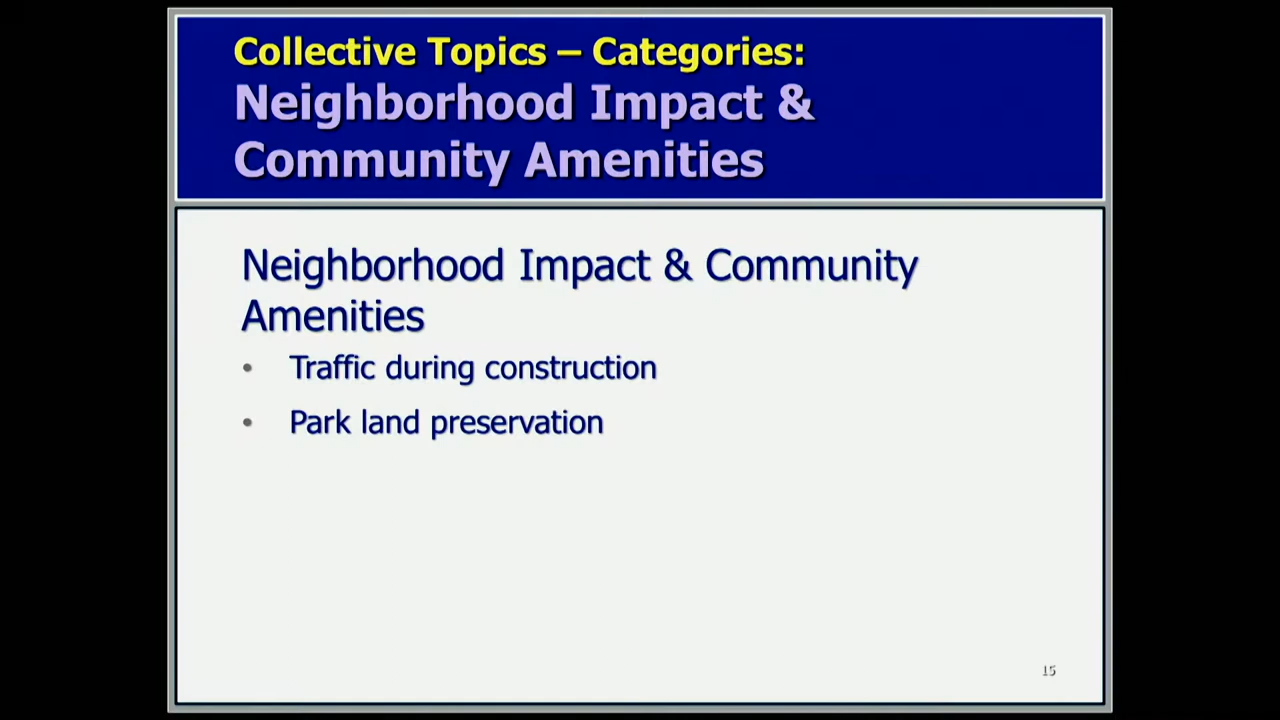 Collective Topics – Categories:
Neighborhood Impact &
Community Amenities
Neighborhood Impact & Community
Amenities
• Traffic during construction
• Park land preservation
15